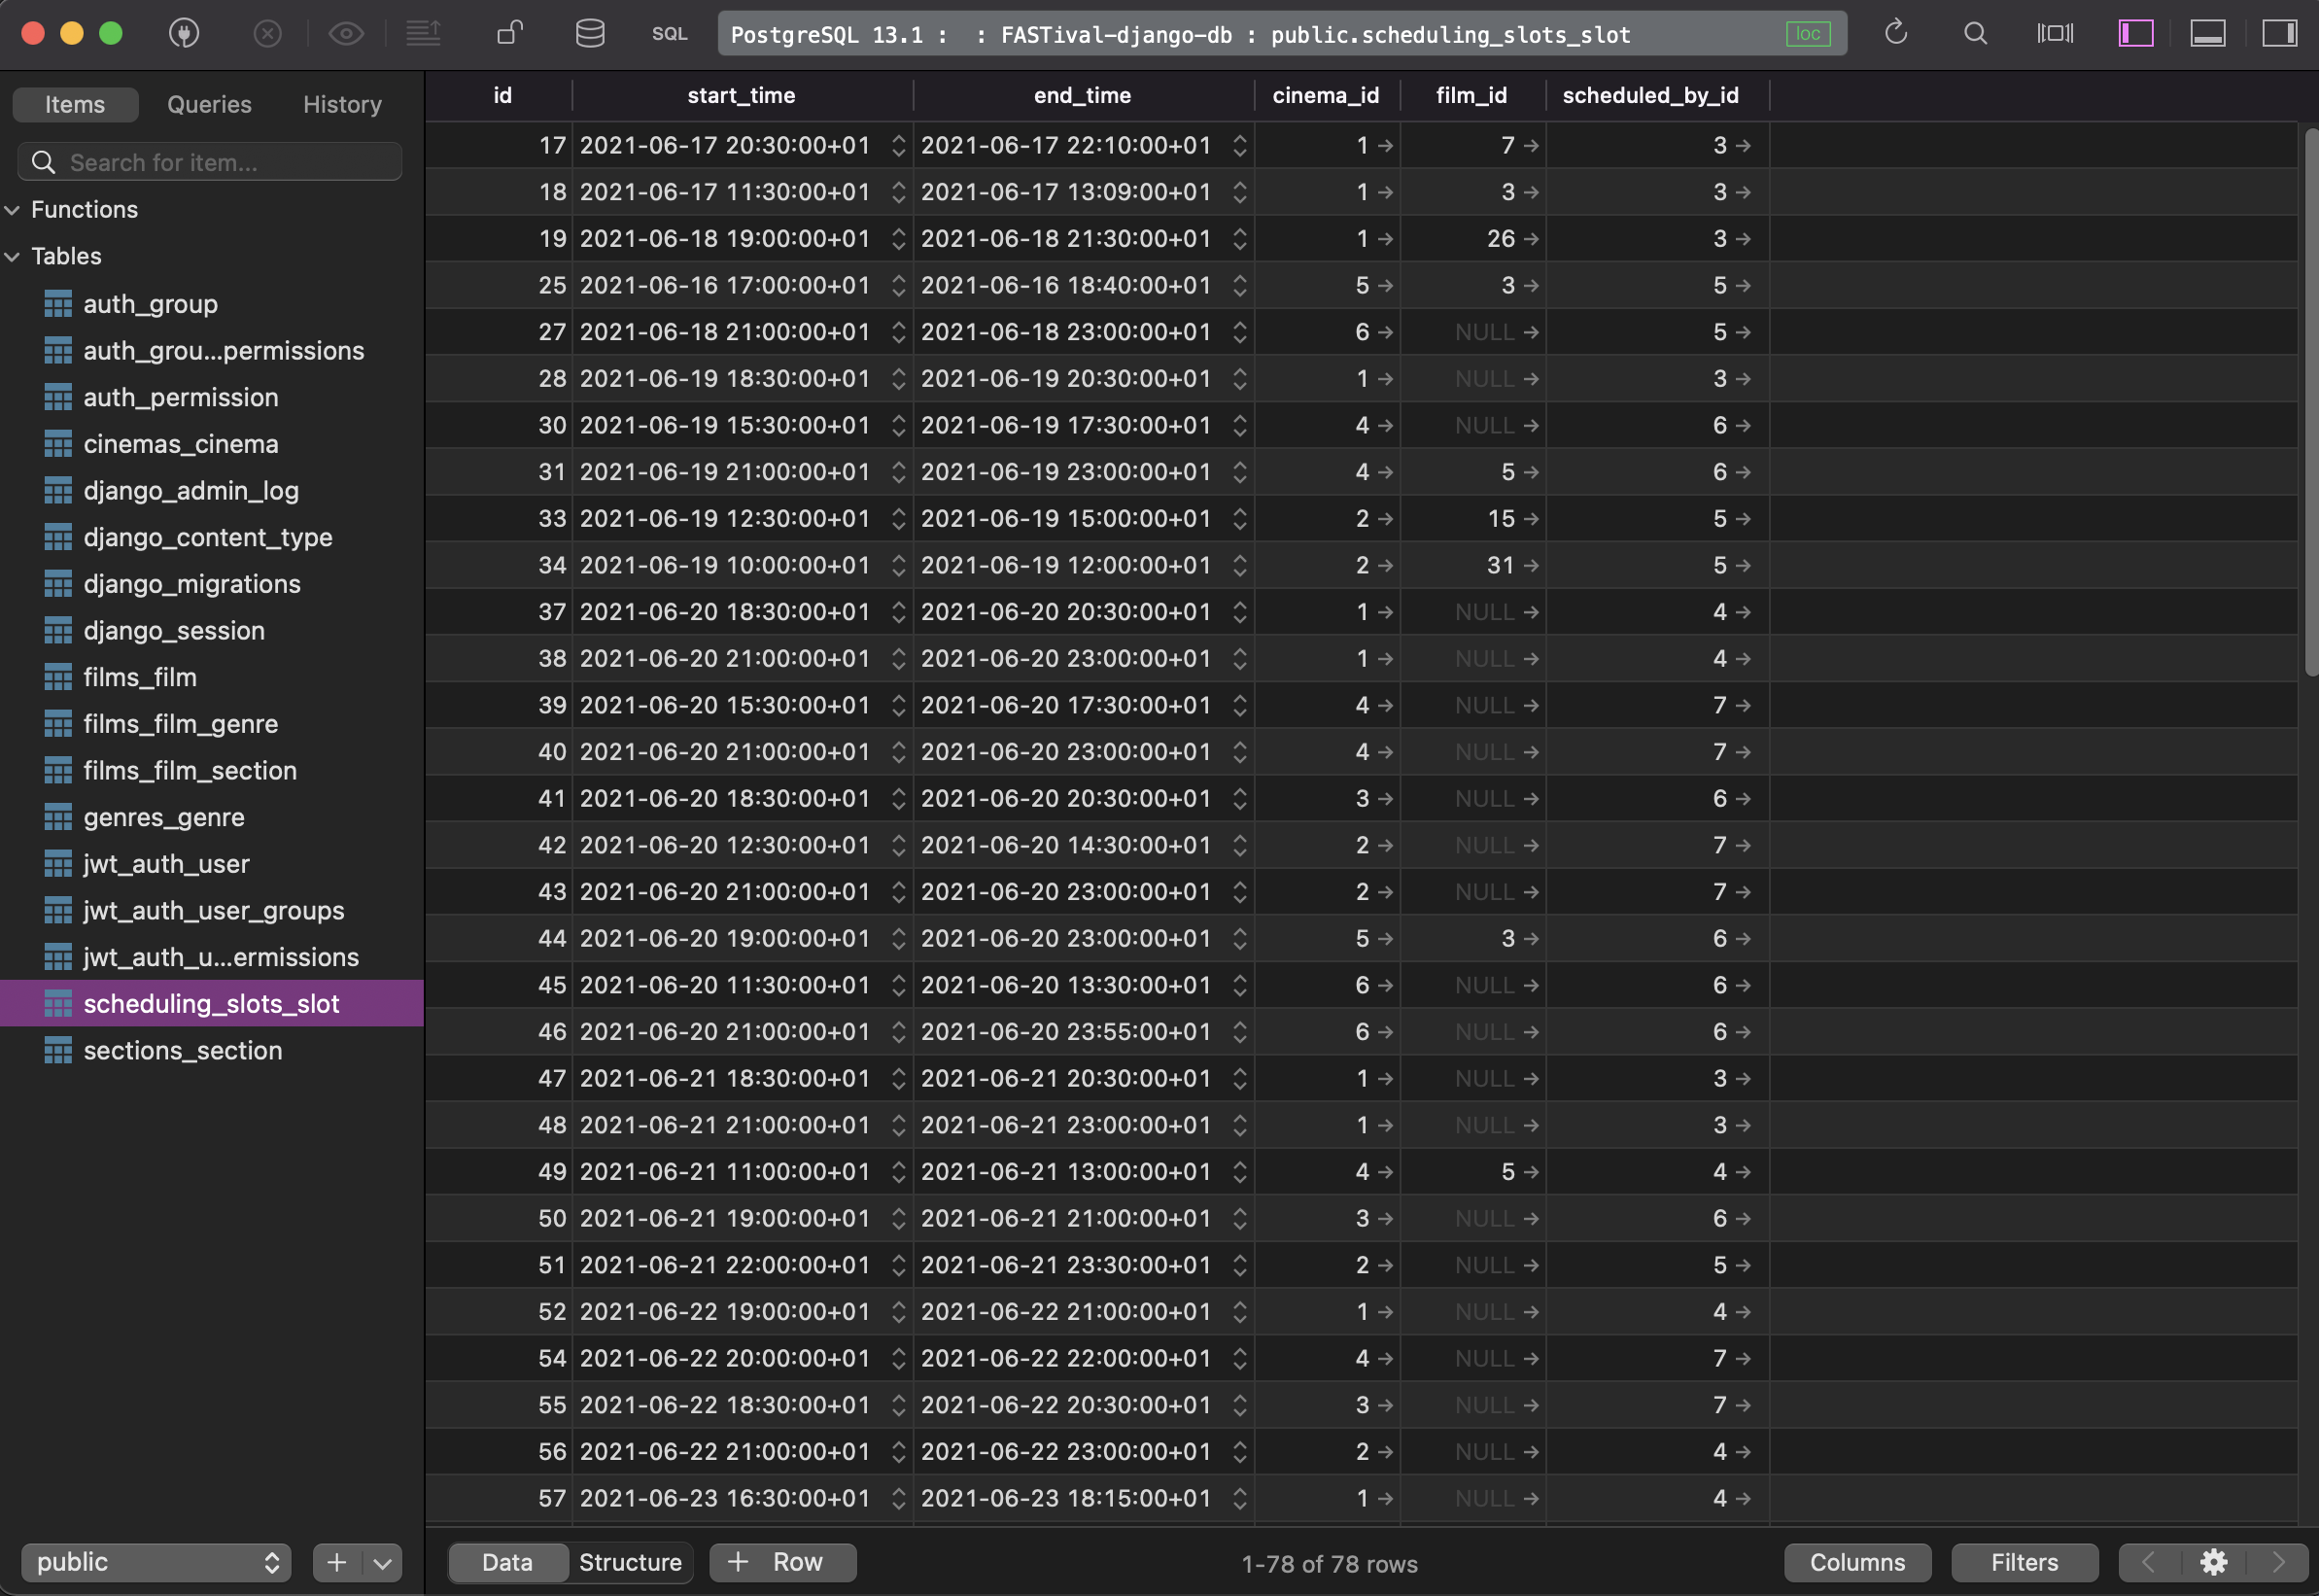 SQL PostgreSQL 13.1 :  : FASTival-django-db : public.scheduling_slots_slot loc
Items Queries History
Search for item...
Functions
Tables
auth_group
auth_grou...permissions
auth_permission
cinemas_cinema
django_admin_log
django_content_type
django_migrations
django_session
films_film
films_film_genre
films_film_section
genres_genre
jwt_auth_user
jwt_auth_user_groups
jwt_auth_u...ermissions
scheduling_slots_slot
sections_section
public
id start_time end_time cinema_id film_id scheduled_by_id
17 2021-06-17 20:30:00+01 2021-06-17 22:10:00+01 1 7 3
18 2021-06-17 11:30:00+01 2021-06-17 13:09:00+01 1 3 3
19 2021-06-18 19:00:00+01 2021-06-18 21:30:00+01 1 26 3
25 2021-06-16 17:00:00+01 2021-06-16 18:40:00+01 5 3 5
27 2021-06-18 21:00:00+01 2021-06-18 23:00:00+01 6 NULL 5
28 2021-06-19 18:30:00+01 2021-06-19 20:30:00+01 1 NULL 3
30 2021-06-19 15:30:00+01 2021-06-19 17:30:00+01 4 NULL 6
31 2021-06-19 21:00:00+01 2021-06-19 23:00:00+01 4 5 6
33 2021-06-19 12:30:00+01 2021-06-19 15:00:00+01 2 15 5
34 2021-06-19 10:00:00+01 2021-06-19 12:00:00+01 2 31 5
37 2021-06-20 18:30:00+01 2021-06-20 20:30:00+01 1 NULL 4
38 2021-06-20 21:00:00+01 2021-06-20 23:00:00+01 1 NULL 4
39 2021-06-20 15:30:00+01 2021-06-20 17:30:00+01 4 NULL 7
40 2021-06-20 21:00:00+01 2021-06-20 23:00:00+01 4 NULL 7
41 2021-06-20 18:30:00+01 2021-06-20 20:30:00+01 3 NULL 6
42 2021-06-20 12:30:00+01 2021-06-20 14:30:00+01 2 NULL 7
43 2021-06-20 21:00:00+01 2021-06-20 23:00:00+01 2 NULL 7
44 2021-06-20 19:00:00+01 2021-06-20 23:00:00+01 5 3 6
45 2021-06-20 11:30:00+01 2021-06-20 13:30:00+01 6 NULL 6
46 2021-06-20 21:00:00+01 2021-06-20 23:55:00+01 6 NULL 6
47 2021-06-21 18:30:00+01 2021-06-21 20:30:00+01 1 NULL 3
48 2021-06-21 21:00:00+01 2021-06-21 23:00:00+01 1 NULL 3
49 2021-06-21 11:00:00+01 2021-06-21 13:00:00+01 4 5 4
50 2021-06-21 19:00:00+01 2021-06-21 21:00:00+01 3 NULL 6
51 2021-06-21 22:00:00+01 2021-06-21 23:30:00+01 2 NULL 5
52 2021-06-22 19:00:00+01 2021-06-22 21:00:00+01 1 NULL 4
54 2021-06-22 20:00:00+01 2021-06-22 22:00:00+01 4 NULL 7
55 2021-06-22 18:30:00+01 2021-06-22 20:30:00+01 3 NULL 7
56 2021-06-22 21:00:00+01 2021-06-22 23:00:00+01 2 NULL 4
57 2021-06-23 16:30:00+01 2021-06-23 18:15:00+01 1 NULL 4
Data Structure + Row 1-78 of 78 rows Columns Filters